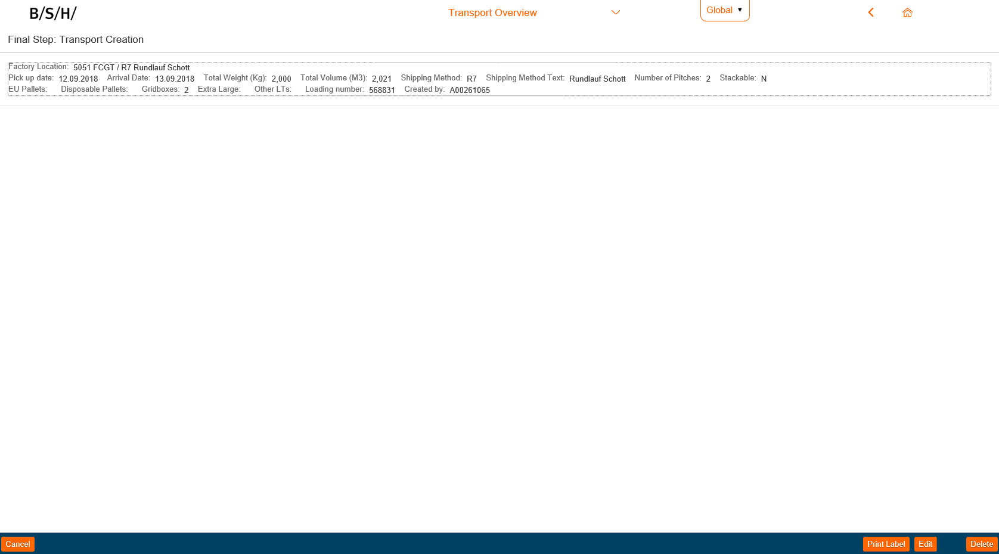 B/S/H/ Transport Overview Global ▼
Final Step: Transport Creation
Factory Location: 5051 FCGT / R7 Rundlauf Schott
Pick up date: 12.09.2018 Arrival Date: 13.09.2018 Total Weight (Kg): 2,000 Total Volume (M3): 2,021 Shipping Method: R7 Shipping Method Text: Rundlauf Schott Number of Pitches: 2 Stackable: N
EU Pallets: Disposable Pallets: Gridboxes: 2 Extra Large: Other LTs: Loading number: 568831 Created by: A00261065
Cancel Print Label Edit Delete